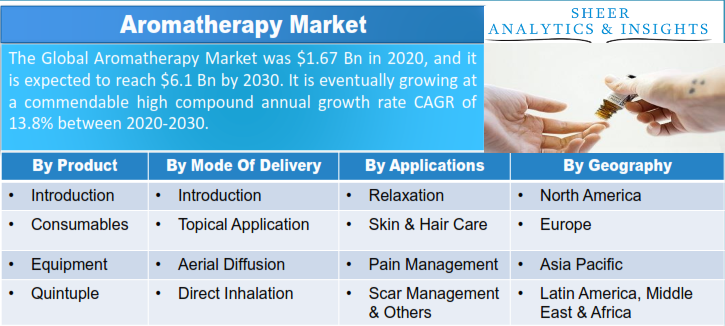 Aromatherapy Market
SHEER
ANALYTICS & INSIGHTS
The Global Aromatherapy Market was $1.67 Bn in 2020, and it
is expected to reach $6.1 Bn by 2030. It is eventually growing at
a commendable high compound annual growth rate CAGR of
13.8% between 2020-2030.
By Product By Mode Of Delivery By Applications By Geography
• Introduction • Introduction • Relaxation • North America
• Consumables • Topical Application • Skin & Hair Care • Europe
• Equipment • Aerial Diffusion • Pain Management • Asia Pacific
• Quintuple • Direct Inhalation • Scar Management • Latin America, Middle
& Others East & Africa